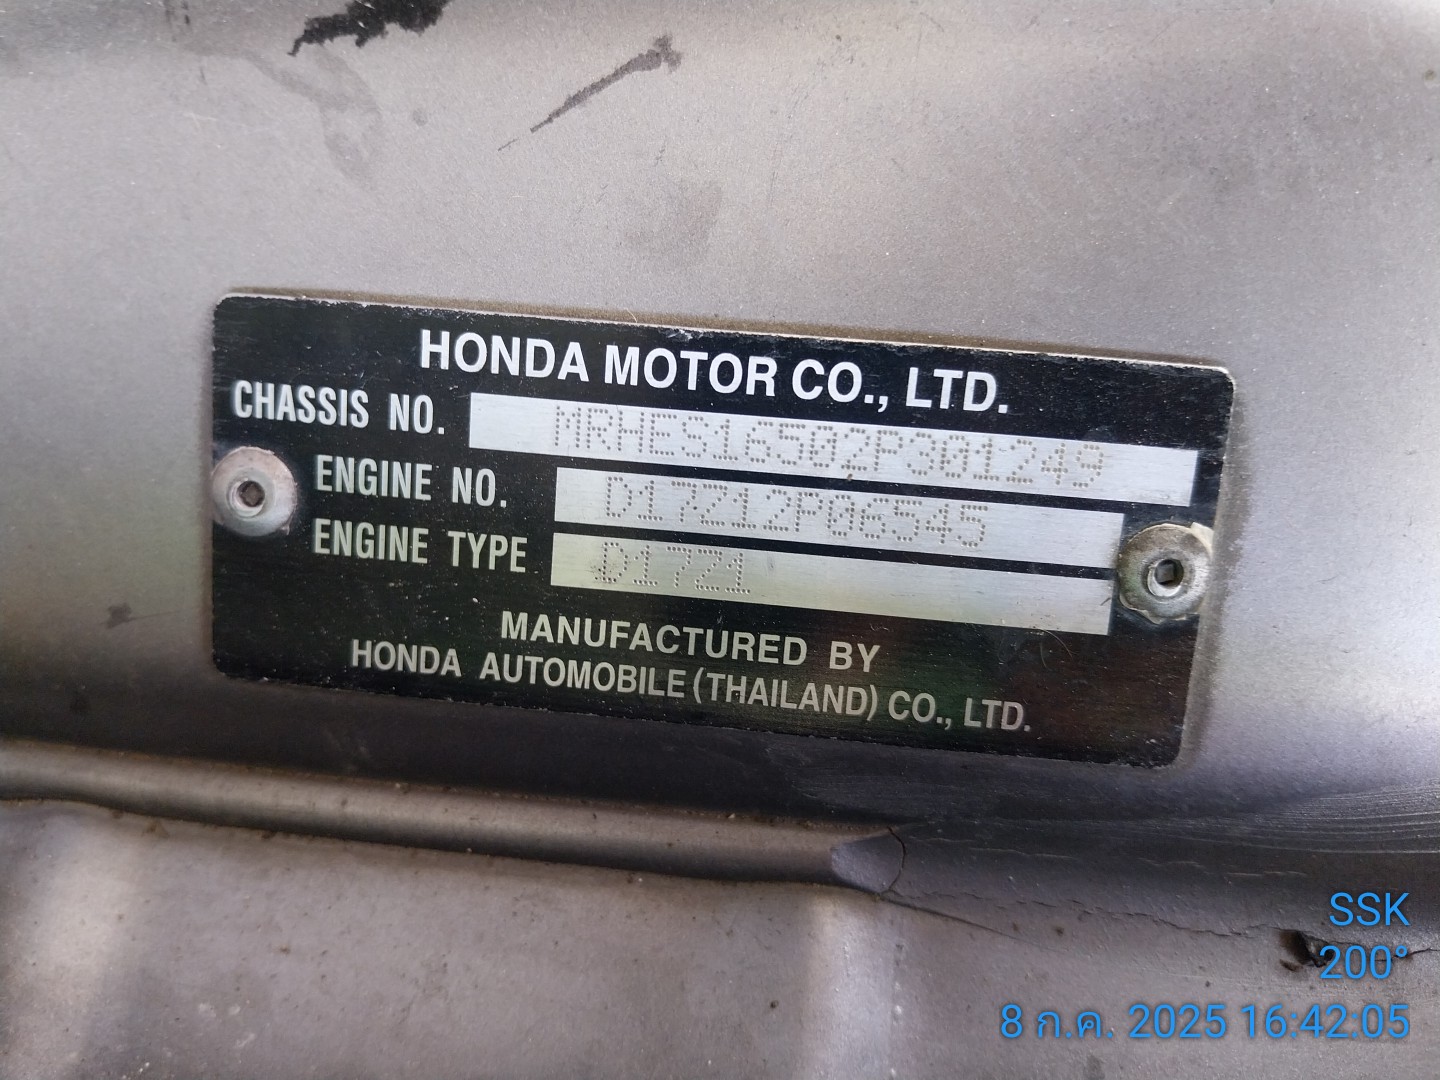 HONDA MOTOR CO., LTD.
CHASSIS NO. MRHES16502P301249
ENGINE NO. D17Z12P06545
ENGINE TYPE D17Z1
MANUFACTURED BY
HONDA AUTOMOBILE (THAILAND) CO., LTD.
SSK
200°
8 ก.ค. 2025 16:42:05